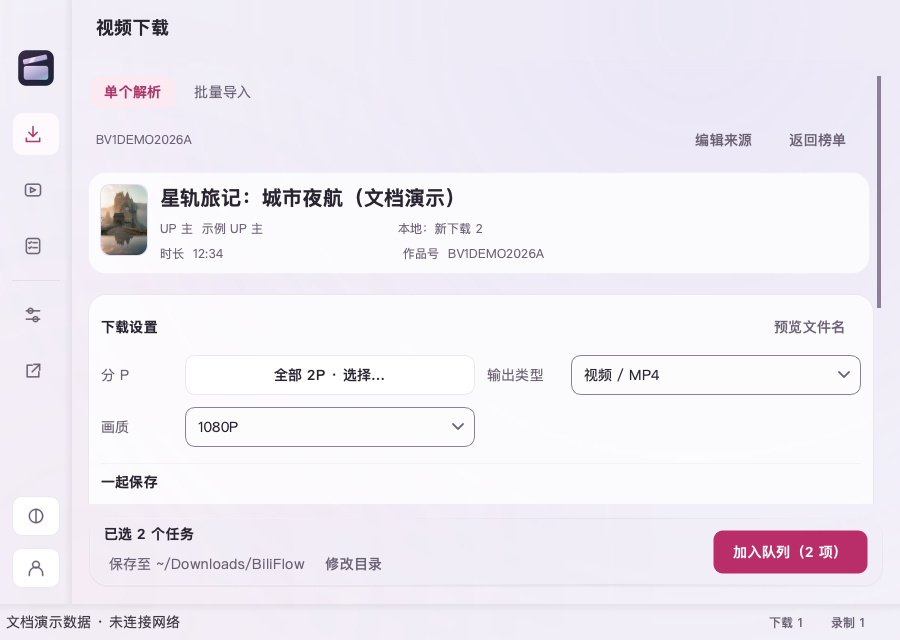 视频下载
单个解析 批量导入
BV1DEMO2026A 编辑来源 返回榜单
星轨旅记：城市夜航（文档演示）
UP 主 示例 UP 主 本地：新下载 2
时长 12:34 作品号 BV1DEMO2026A
下载设置 预览文件名
分 P 全部 2P · 选择... 输出类型 视频 / MP4
画质 1080P
一起保存
已选 2 个任务
保存至 ~/Downloads/BiliFlow 修改目录
加入队列（2 项）
文档演示数据 · 未连接网络 下载 1 录制 1